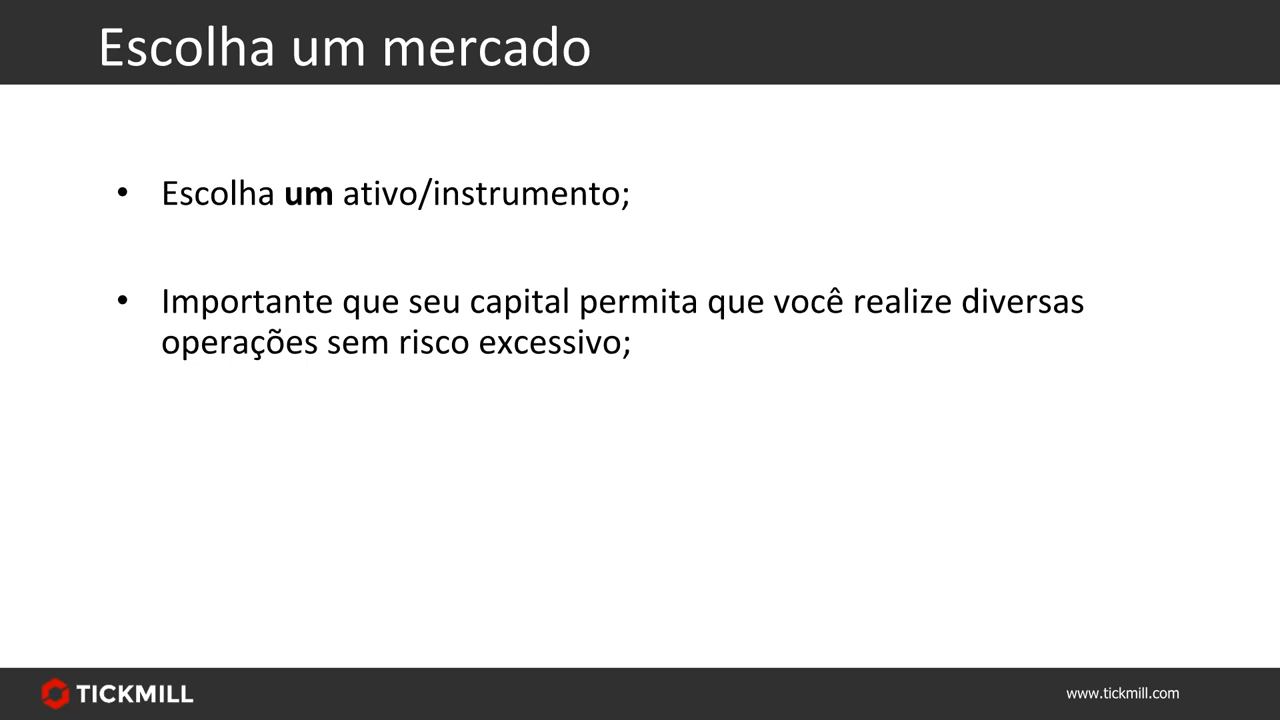 Escolha um mercado
• Escolha um ativo/instrumento;
• Importante que seu capital permita que você realize diversas
operações sem risco excessivo;
TICKMILL
www.tickmill.com